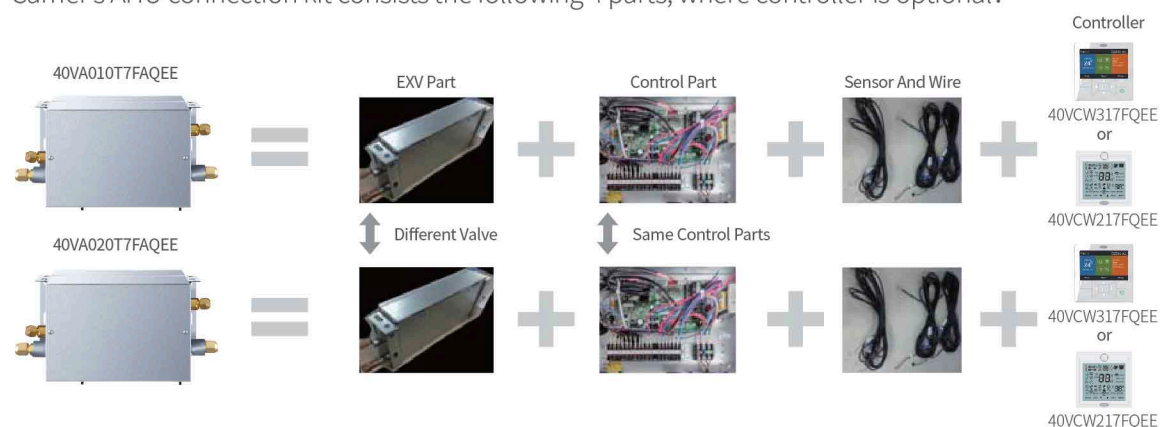 Controller
40VA010T7FAQEE
EXV Part
Control Part
Sensor And Wire
40VCW317FQEE
or
40VCW217FQEE
Different Valve
Same Control Parts
40VA020T7FAQEE
40VCW317FQEE
or
40VCW217FQEE